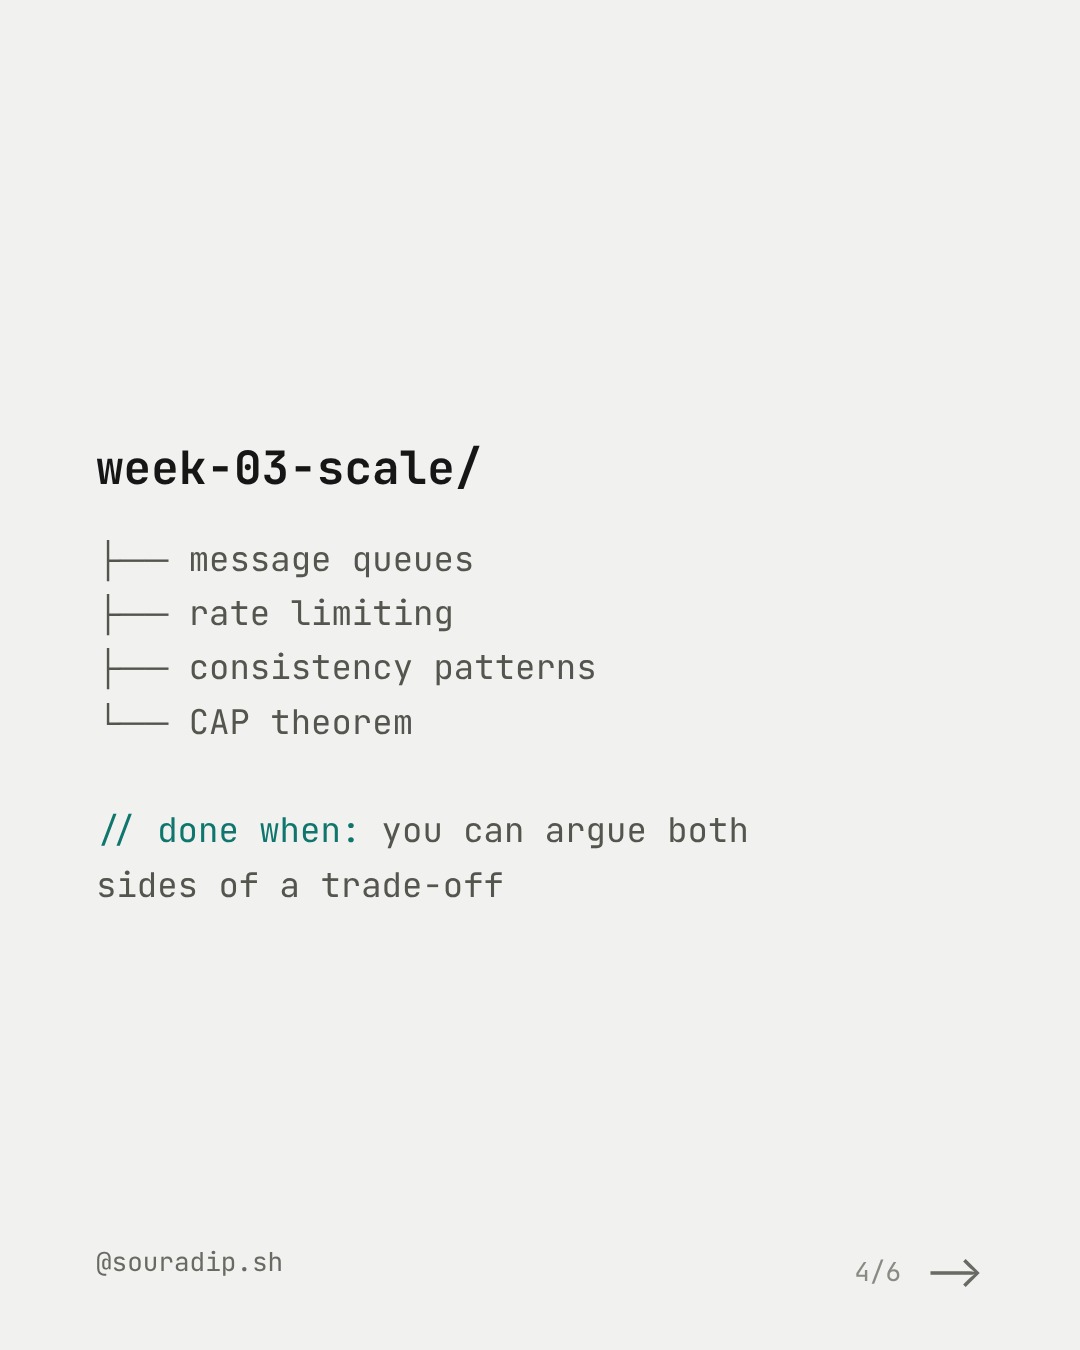 week-03-scale/
├── message queues
├── rate limiting
├── consistency patterns
└── CAP theorem
// done when: you can argue both
sides of a trade-off
@souradip.sh
4/6 →